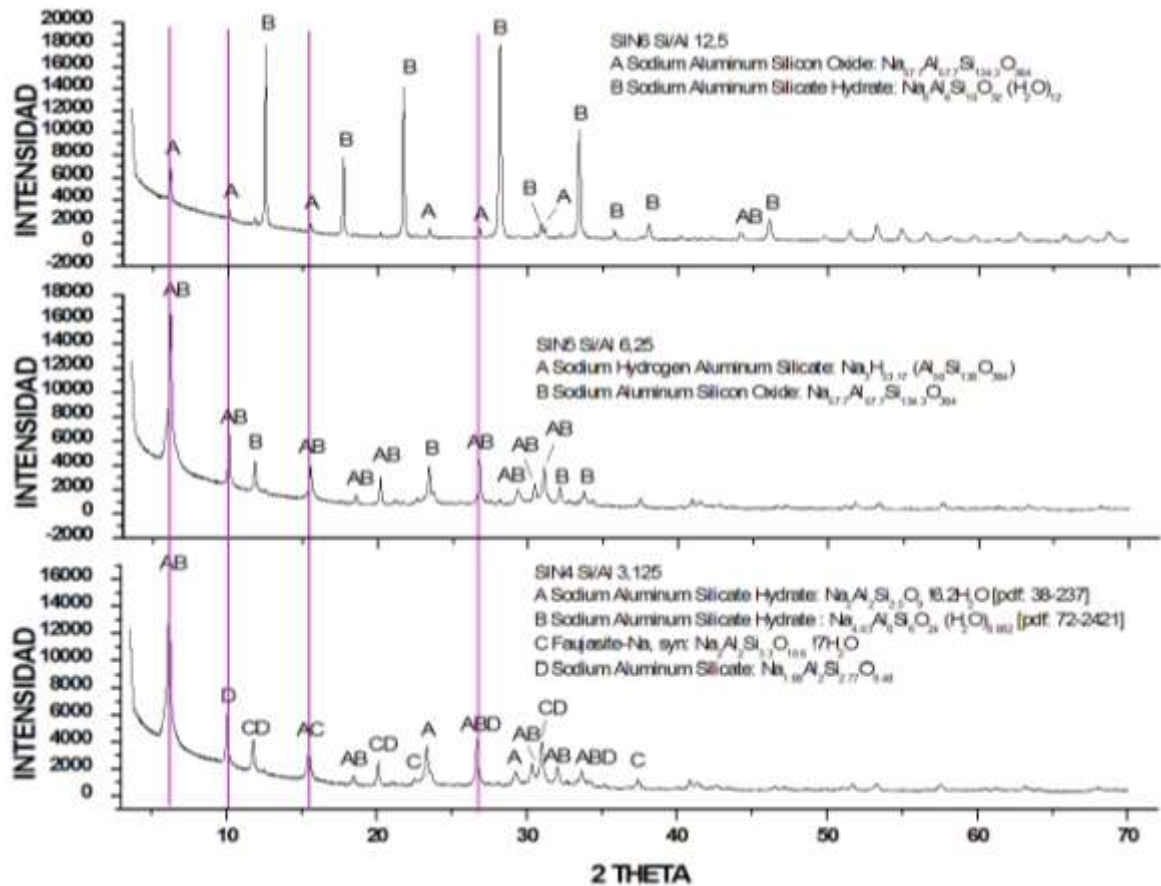 20000
18000
16000
14000
12000
10000
8000
6000
4000
2000
0
-2000
INTENSIDAD
SIN6 Si/Al 12,5
A Sodium Aluminum Silicon Oxide: Na57.7Al57.7Si134.3O384
B Sodium Aluminum Silicate Hydrate: Na6Al6Si10O32 (H2O)12
A
A
B
A
B
B
A
A
B
B
A
B
B
B
AB
B
18000
16000
14000
12000
10000
8000
6000
4000
2000
0
-2000
INTENSIDAD
SIN5 Si/Al 6,25
A Sodium Hydrogen Aluminum Silicate:
B Sodium Aluminum Silicon Oxide: Na57.7Al57.7Si134.3O384
AB
AB
B
AB
AB
AB
B
AB
AB
AB
AB
B
B
16000
14000
12000
10000
8000
6000
4000
2000
0
INTENSIDAD
SIN4 Si/Al 3,125
A Sodium Aluminum Silicate Hydrate: [pdf: 38-237]
B Sodium Aluminum Silicate Hydrate : [pdf: 72-2421]
C Faujasite-Na, syn:
D Sodium Aluminum Silicate:
AB
D
CD
AC
AB
CD
C
A
ABD
A
AB
CD
AB
ABD
C
10
20
30
40
50
60
70
2 THETA